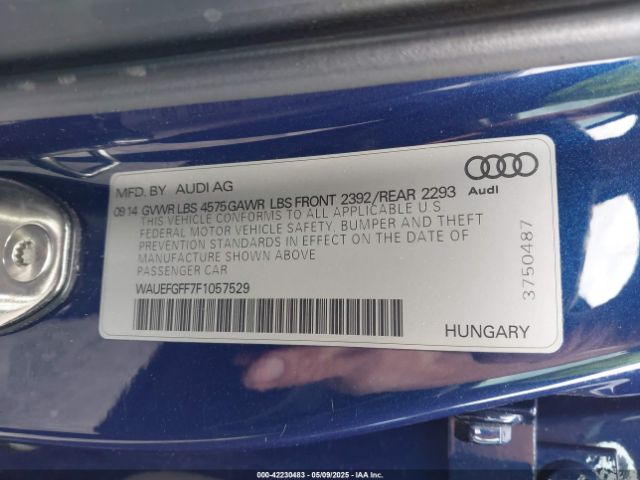 MFD. BY AUDI AG
Audi
09 14 GVWR LBS 4575 GAWR LBS FRONT 2392/REAR 2293
THIS VEHICLE CONFORMS TO ALL APPLICABLE U.S.
FEDERAL MOTOR VEHICLE SAFETY, BUMPER AND THEFT
PREVENTION STANDARDS IN EFFECT ON THE DATE OF
MANUFACTURE SHOWN ABOVE
PASSENGER CAR
WAUEFGFF7F1057529
HUNGARY
3750487
000-42230483 - 05/09/2025 - IAA Inc.